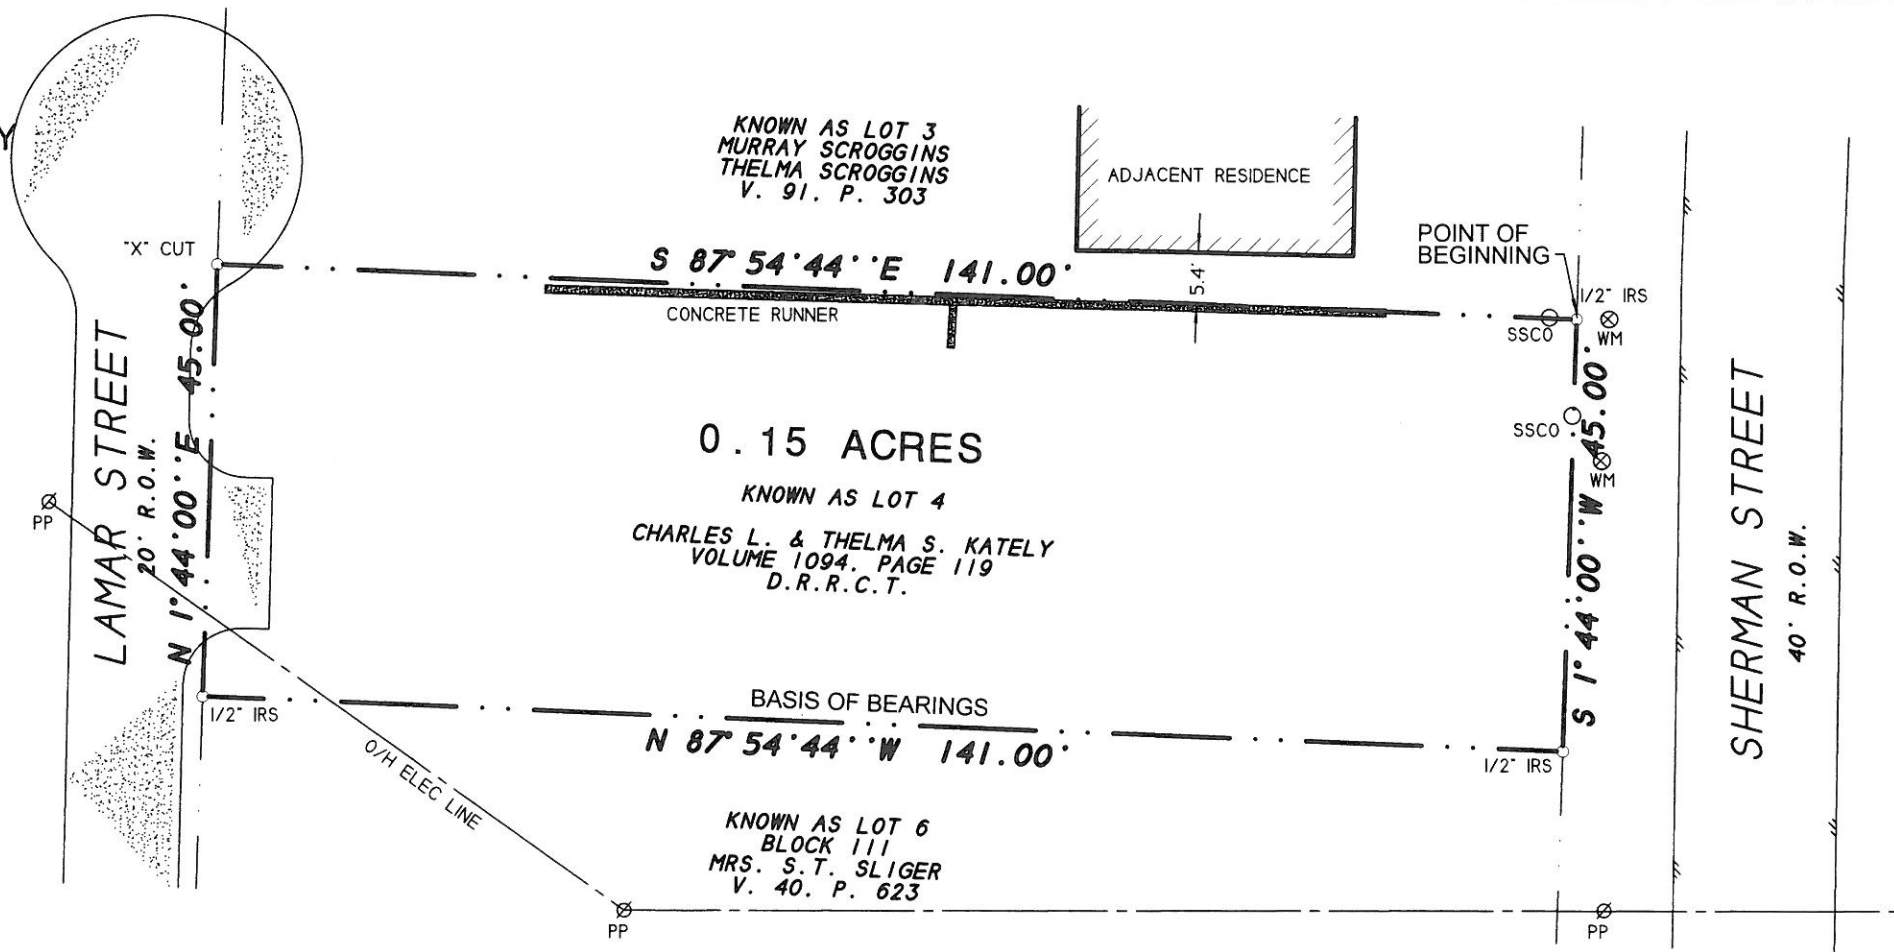 Y
KNOWN AS LOT 3
MURRAY SCROGGINS
THELMA SCROGGINS
V. 91. P. 303
ADJACENT RESIDENCE
POINT OF
BEGINNING
"X" CUT
S 87°54'44''E 141.00'
5.4'
1/2" IRS
CONCRETE RUNNER
SSCO
WM
LAMAR STREET
20' R.O.W.
N 1°44'00''E 45.00'
0.15 ACRES
KNOWN AS LOT 4
CHARLES L. & THELMA S. KATELY
VOLUME 1094. PAGE 119
D.R.R.C.T.
SSCO
WM
S 1°44'00''W 45.00'
SHERMAN STREET
40' R.O.W.
PP
1/2" IRS
BASIS OF BEARINGS
N 87°54'44''W 141.00'
1/2" IRS
O/H ELEC LINE
KNOWN AS LOT 6
BLOCK 111
MRS. S.T. SLIGER
V. 40. P. 623
PP
PP